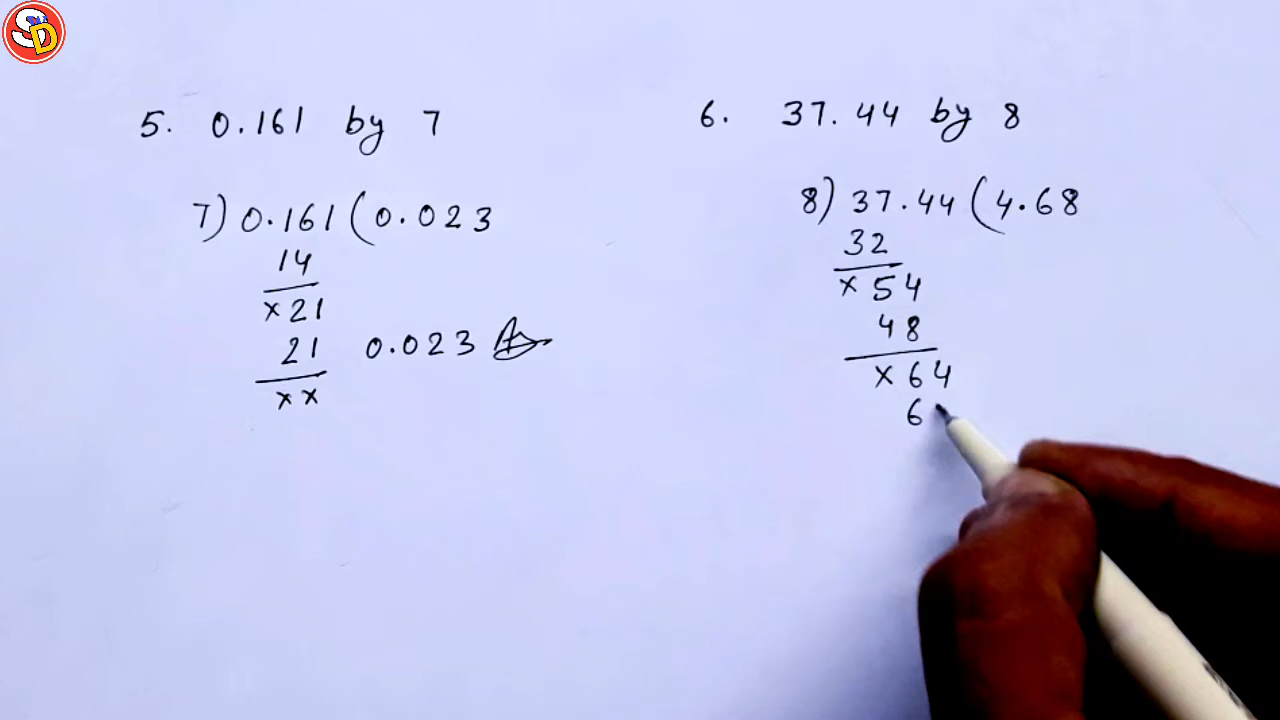 SD
5. 0.161 by 7
7) 0.161 ( 0.023
14
× 21
21
× ×
0.023
6. 37.44 by 8
8) 37.44 ( 4.68
32
× 54
48
× 64
6